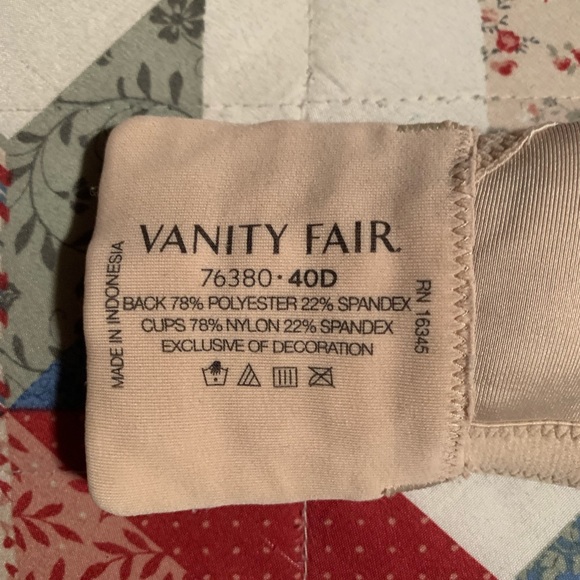 VANITY FAIR.
76380 · 40D
BACK 78% POLYESTER 22% SPANDEX
CUPS 78% NYLON 22% SPANDEX
EXCLUSIVE OF DECORATION
MADE IN INDONESIA
RN 16345